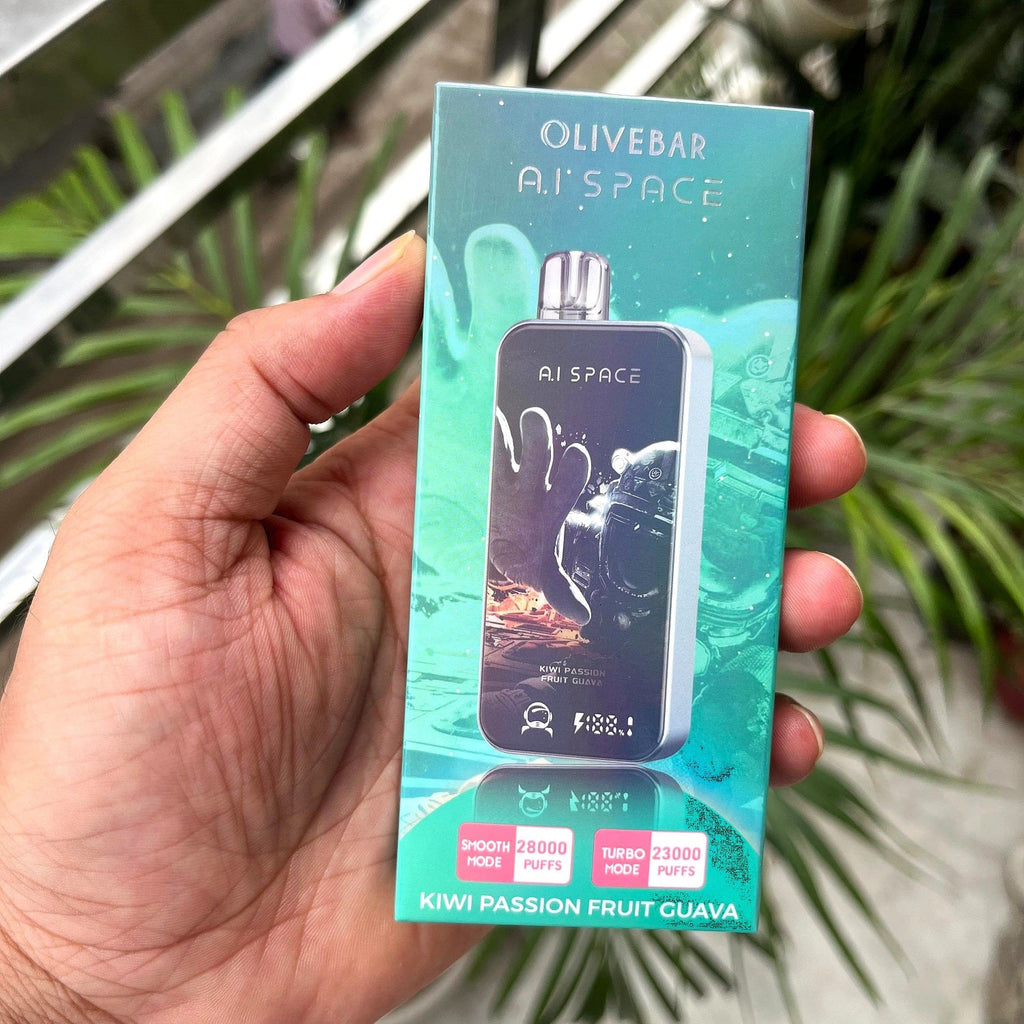 OLIVEBAR
A.I SPACE
A.I SPACE
KIWI PASSION
FRUIT GUAVA
SMOOTH MODE
28000 PUFFS
TURBO MODE
23000 PUFFS
KIWI PASSION FRUIT GUAVA